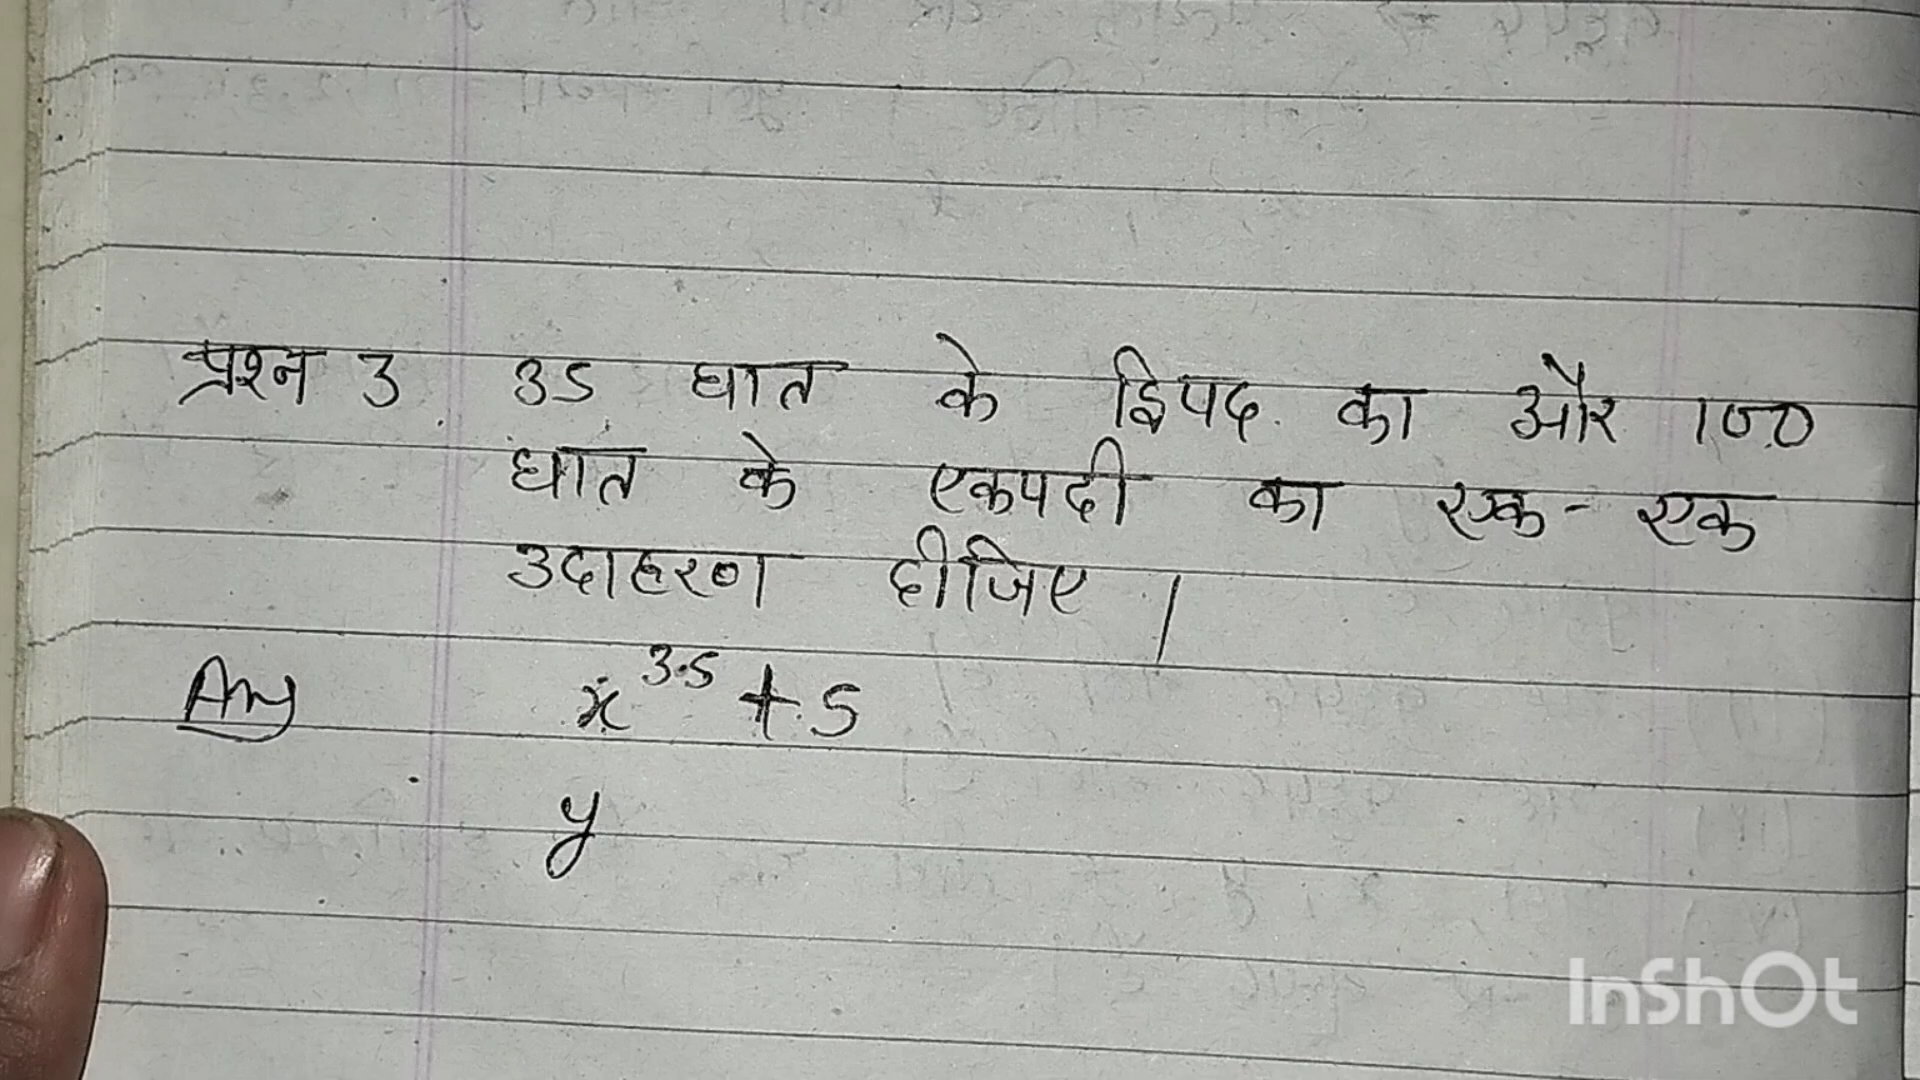 प्रश्न 3. 35 घात के द्विपद का और 100
घात के एकपदी का एक - एक
उदाहरण दीजिए |
Ans x^3.5 + 5
y
InShOt